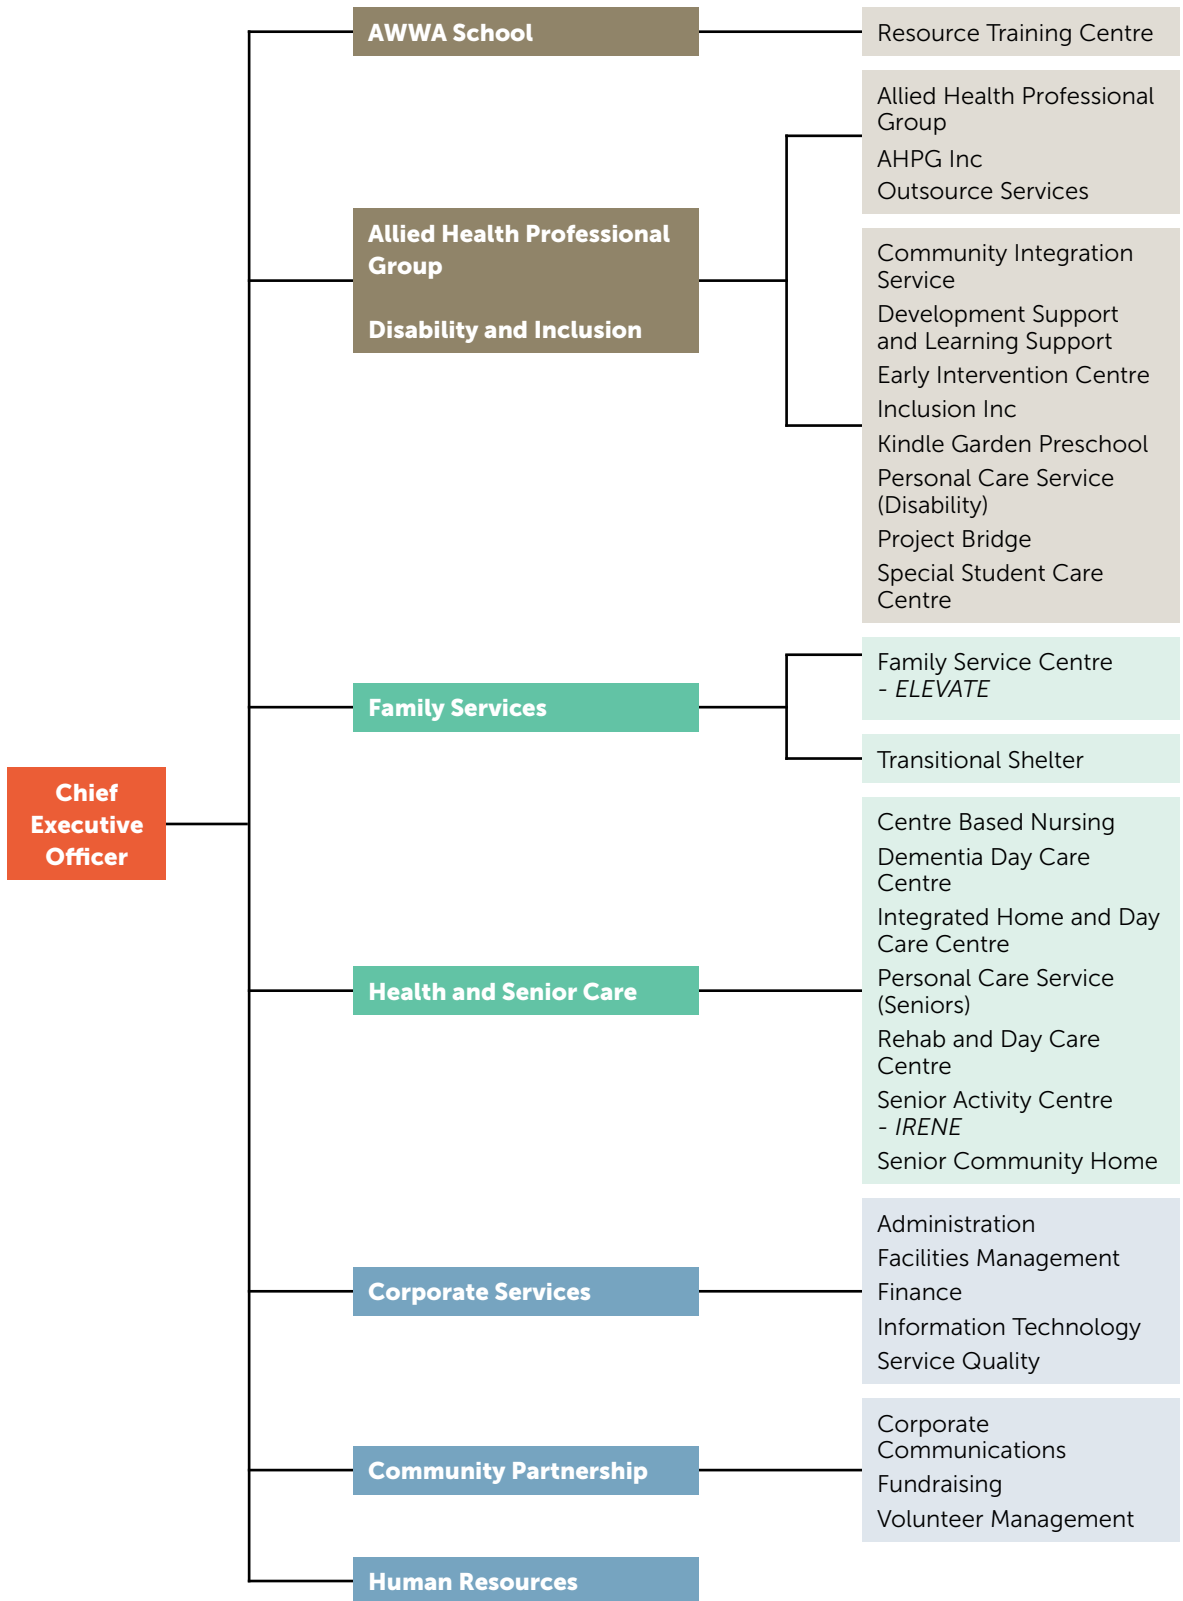 AWWA School
Resource Training Centre
Allied Health Professional
Group
Disability and Inclusion
Allied Health Professional
Group
AHPG Inc
Outsource Services
Community Integration
Service
Development Support
and Learning Support
Early Intervention Centre
Inclusion Inc
Kindle Garden Preschool
Personal Care Service
(Disability)
Project Bridge
Special Student Care
Centre
Family Services
Family Service Centre
- ELEVATE
Transitional Shelter
Chief
Executive
Officer
Health and Senior Care
Centre Based Nursing
Dementia Day Care
Centre
Integrated Home and Day
Care Centre
Personal Care Service
(Seniors)
Rehab and Day Care
Centre
Senior Activity Centre
- IRENE
Senior Community Home
Corporate Services
Administration
Facilities Management
Finance
Information Technology
Service Quality
Community Partnership
Corporate
Communications
Fundraising
Volunteer Management
Human Resources